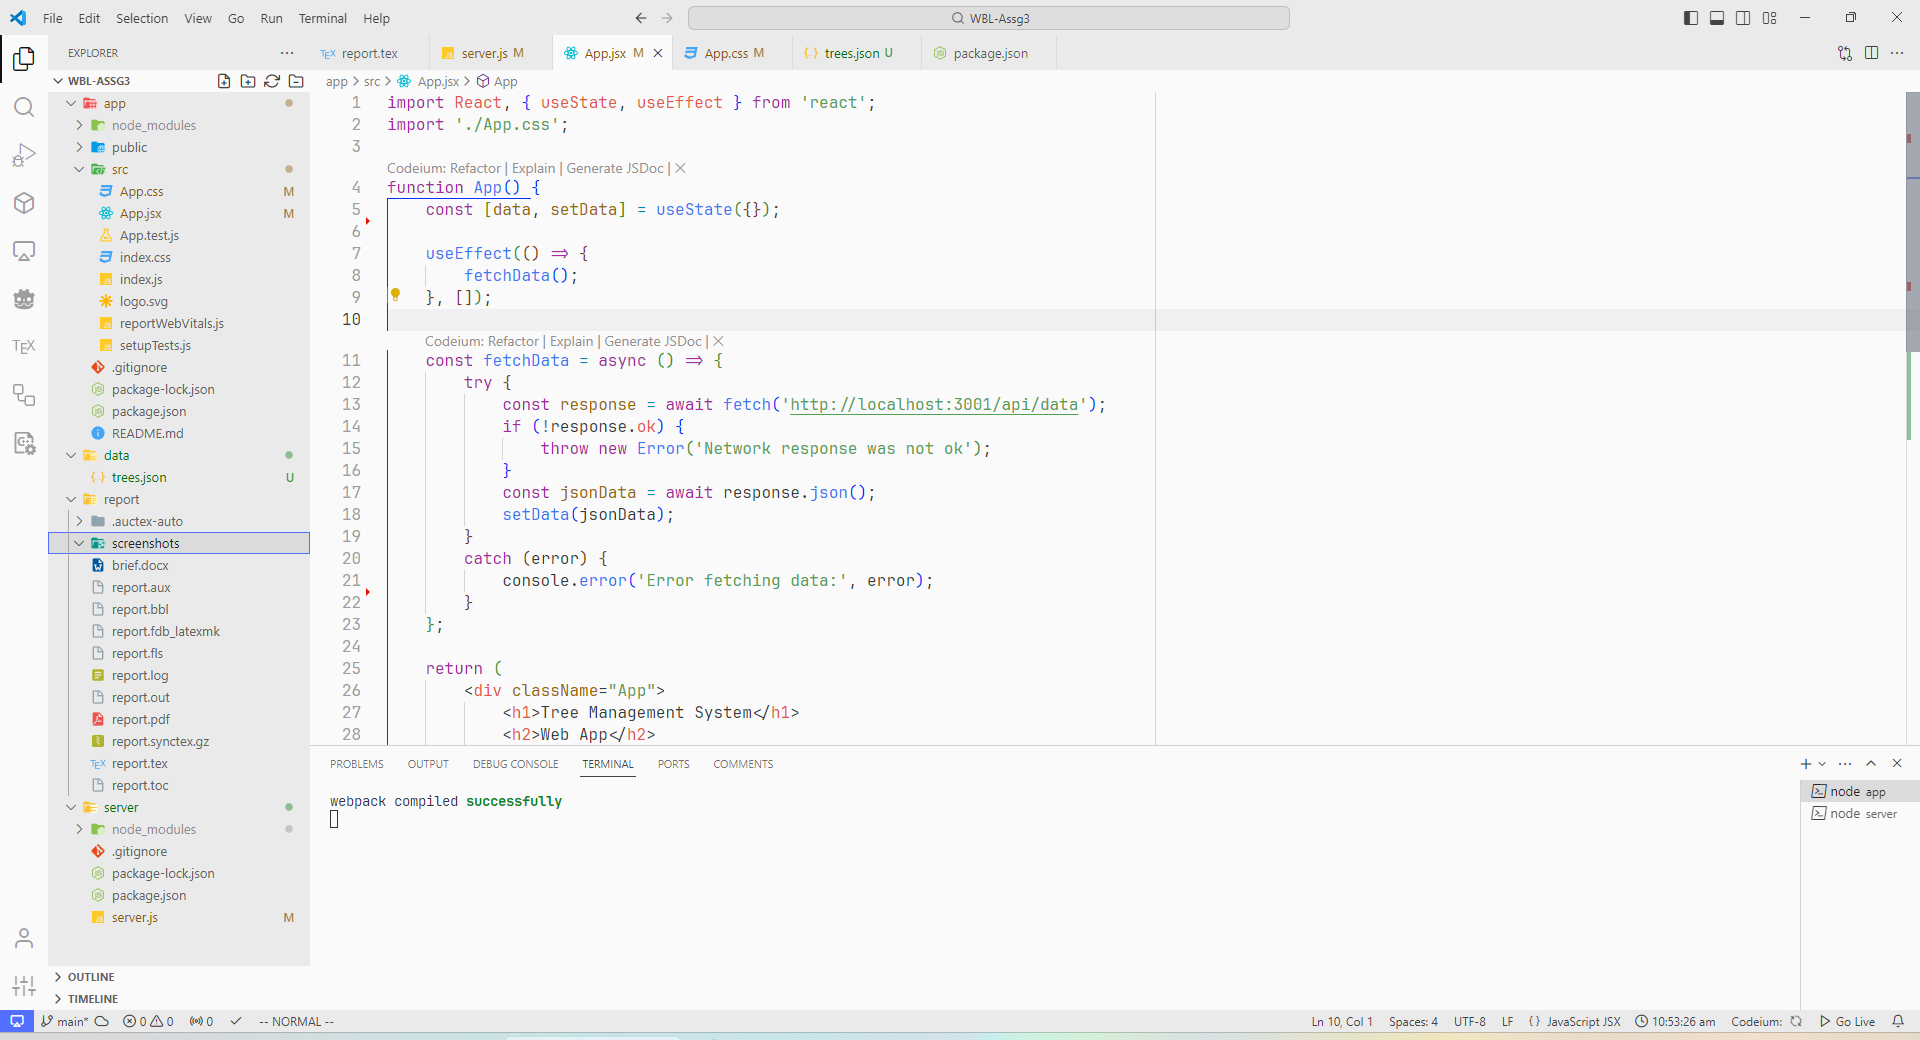 File Edit Selection View Go Run Terminal Help
WBL-Assg3
EXPLORER
WBL-ASSG3
app
node_modules
public
src
App.css M
App.jsx M
App.test.js
index.css
index.js
logo.svg
reportWebVitals.js
setupTests.js
.gitignore
package-lock.json
package.json
README.md
data
trees.json U
report
.auctex-auto
screenshots
brief.docx
report.aux
report.bbl
report.fdb_latexmk
report.fls
report.log
report.out
report.pdf
report.synctex.gz
report.tex
report.toc
server
node_modules
.gitignore
package-lock.json
package.json
server.js M
OUTLINE
TIMELINE
TEX report.tex
server.js M
App.jsx M
App.css M
trees.json U
package.json
app > src > App.jsx > App
1 import React, { useState, useEffect } from 'react';
2 import './App.css';
3
Codeium: Refactor | Explain | Generate JSDoc | X
4 function App() {
5 const [data, setData] = useState({});
6
7 useEffect(() => {
8 fetchData();
9 }, []);
10
Codeium: Refactor | Explain | Generate JSDoc | X
11 const fetchData = async () => {
12 try {
13 const response = await fetch('http://localhost:3001/api/data');
14 if (!response.ok) {
15 throw new Error('Network response was not ok');
16 }
17 const jsonData = await response.json();
18 setData(jsonData);
19 }
20 catch (error) {
21 console.error('Error fetching data:', error);
22 }
23 };
24
25 return (
26 <div className="App">
27 <h1>Tree Management System</h1>
28 <h2>Web App</h2>
PROBLEMS OUTPUT DEBUG CONSOLE TERMINAL PORTS COMMENTS
webpack compiled successfully
node app
node server
main* 0 0 0 -- NORMAL --
Ln 10, Col 1 Spaces: 4 UTF-8 LF {} JavaScript JSX 10:53:26 am Codeium: Go Live